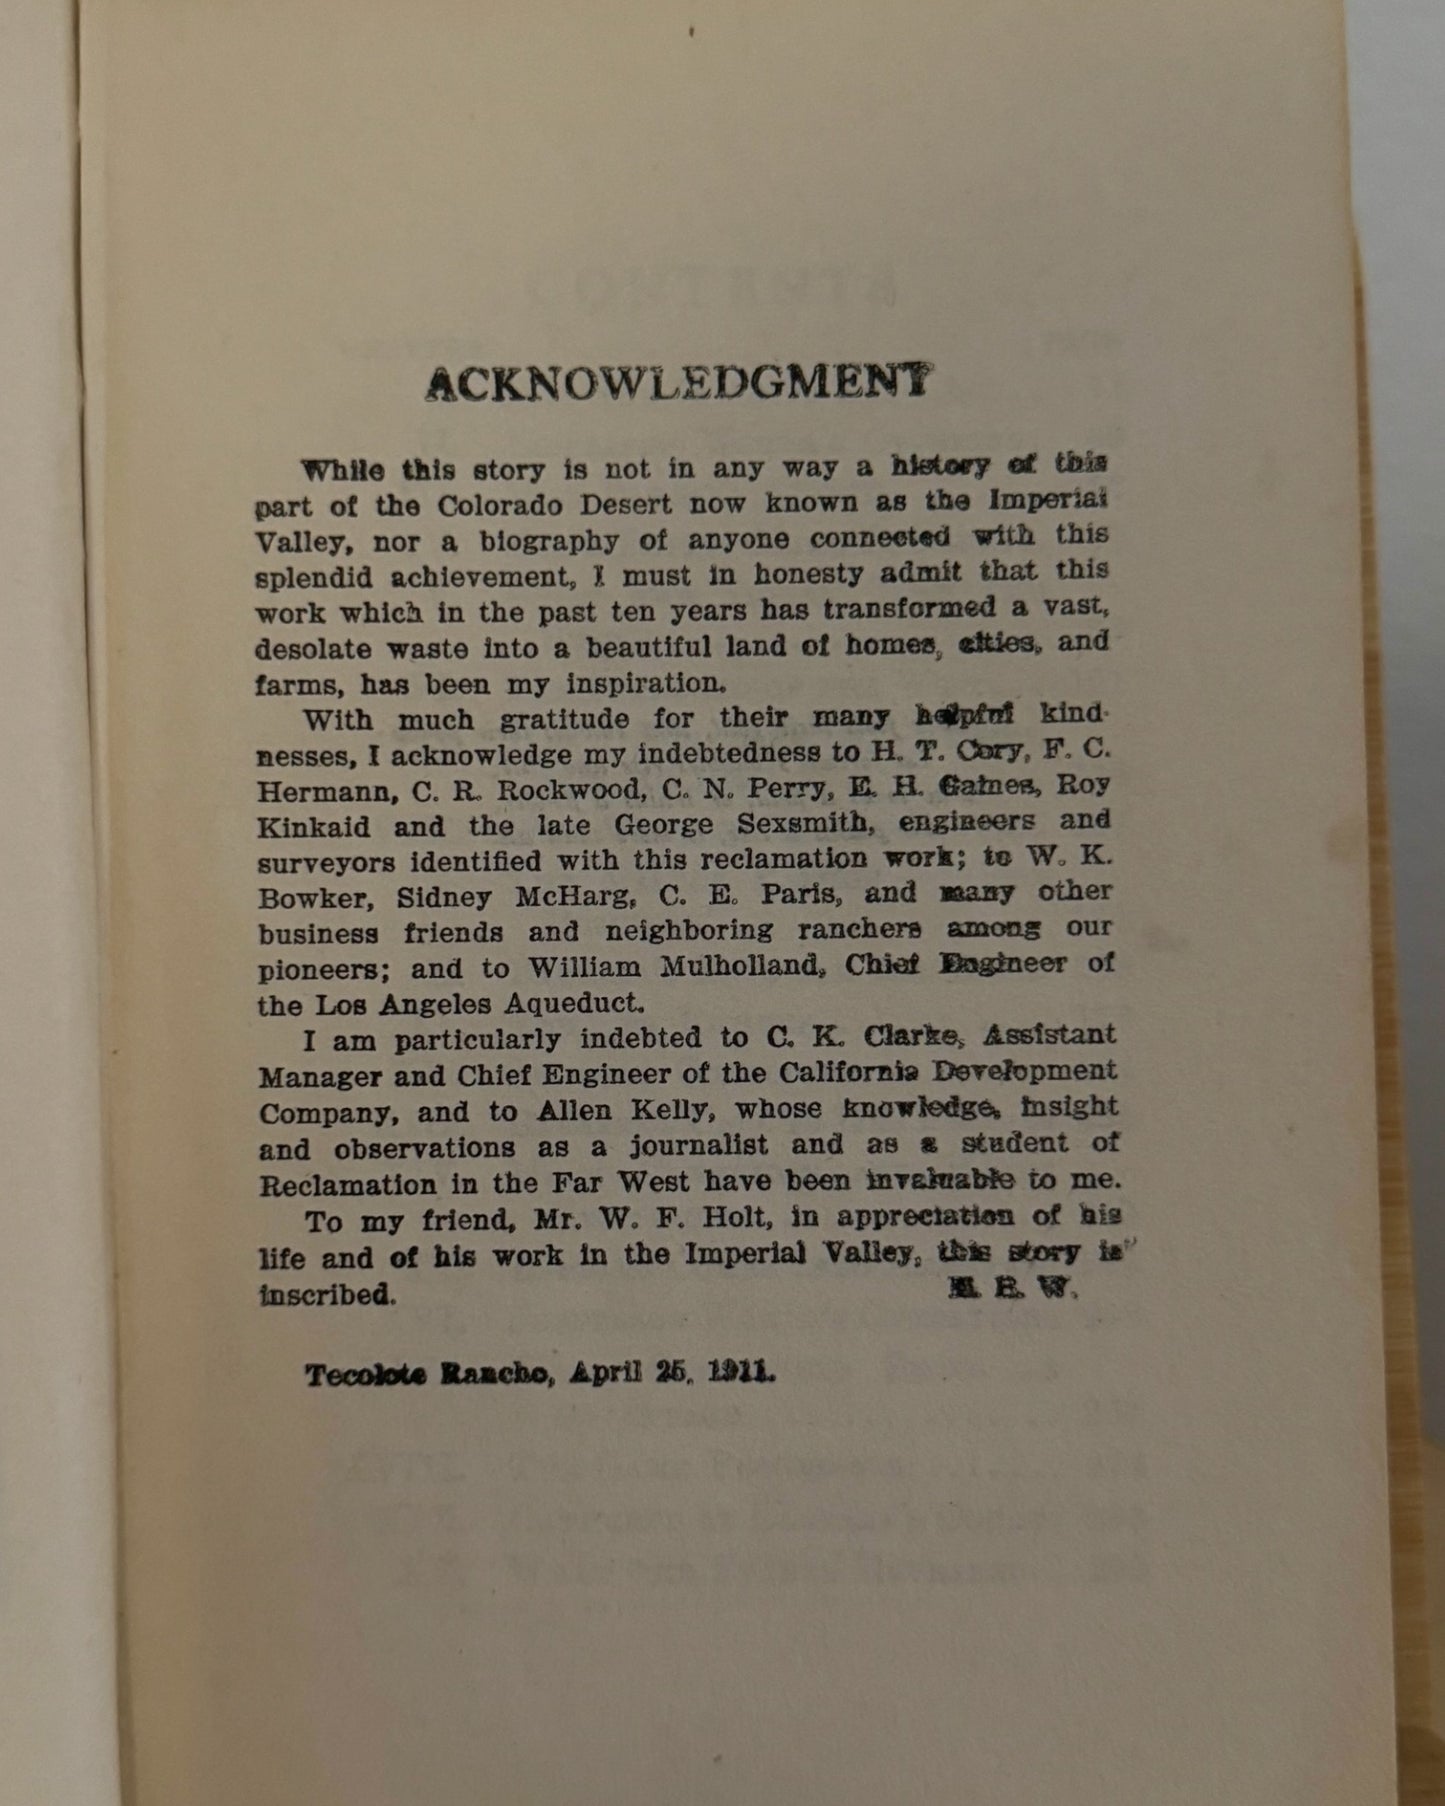 ACKNOWLEDGMENT
While this story is not in any way a history of this
part of the Colorado Desert now known as the Imperial
Valley, nor a biography of anyone connected with this
splendid achievement, I must in honesty admit that this
work which in the past ten years has transformed a vast,
desolate waste into a beautiful land of homes, cities, and
farms, has been my inspiration.
With much gratitude for their many helpful kind-
nesses, I acknowledge my indebtedness to H. T. Cory, F. C.
Hermann, C. R. Rockwood, C. N. Perry, E. H. Gaines, Roy
Kinkaid and the late George Sexsmith, engineers and
surveyors identified with this reclamation work; to W. K.
Bowker, Sidney McHarg, C. E. Paris, and many other
business friends and neighboring ranchers among our
pioneers; and to William Mulholland, Chief Engineer of
the Los Angeles Aqueduct.
I am particularly indebted to C. K. Clarke, Assistant
Manager and Chief Engineer of the California Development
Company, and to Allen Kelly, whose knowledge, insight
and observations as a journalist and as a student of
Reclamation in the Far West have been invaluable to me.
To my friend, Mr. W. F. Holt, in appreciation of his
life and of his work in the Imperial Valley, this story is
inscribed. H. B. W.
Tecolote Rancho, April 25, 1911.